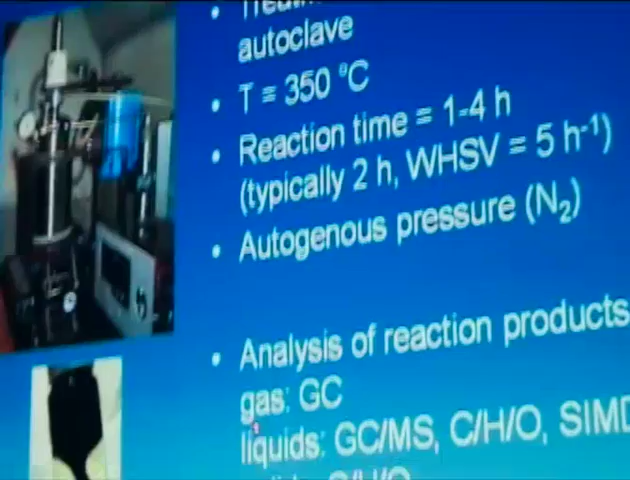 autoclave
• T = 350 °C
• Reaction time = 1-4 h
(typically 2 h, WHSV = 5 h-1)
• Autogenous pressure (N2)
• Analysis of reaction products
gas: GC
liquids: GC/MS, C/H/O,